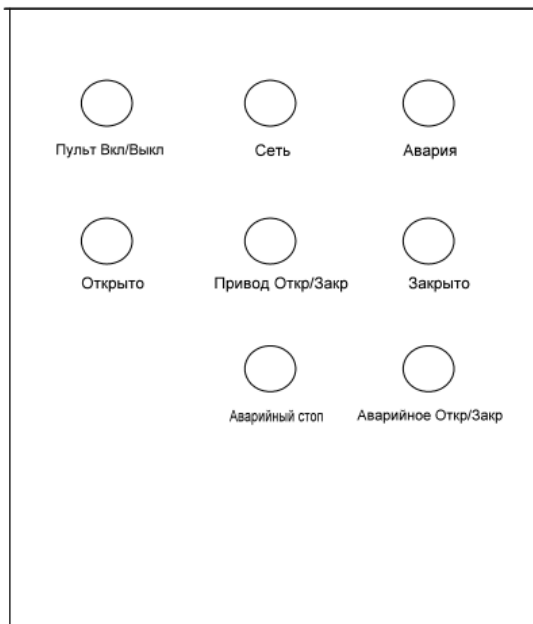 Пульт Вкл/Выкл
Сеть
Авария
Открыто
Привод Откр/Закр
Закрыто
Аварийный стоп
Аварийное Откр/Закр